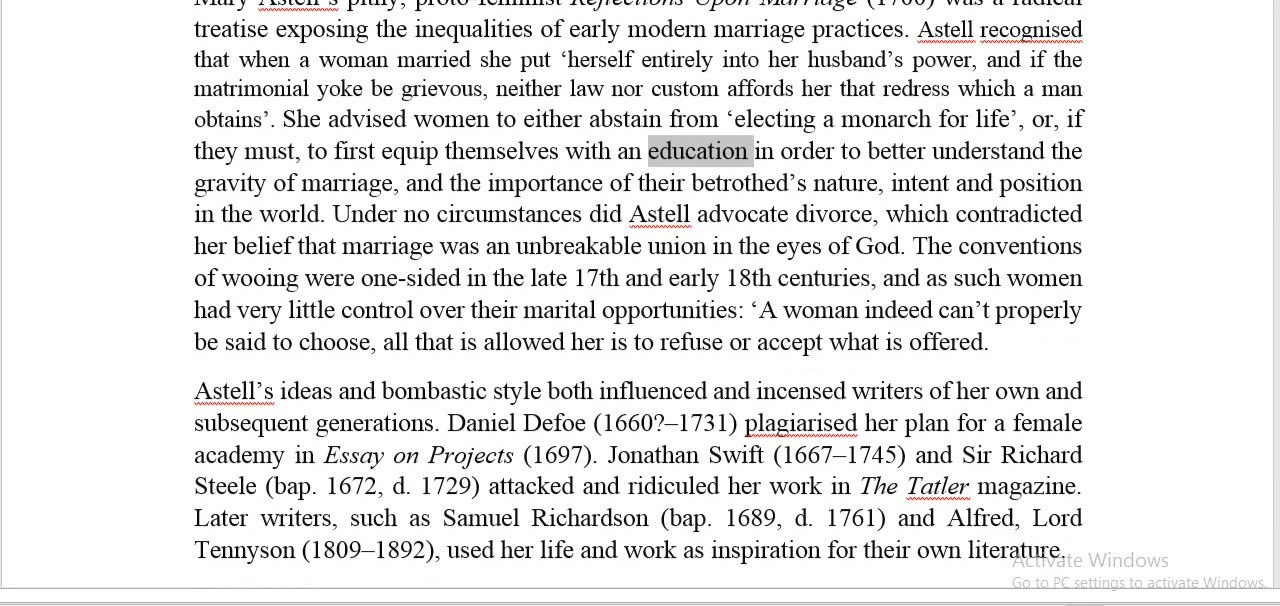 Mary Astell's pithy, proto-feminist Reflections Upon Marriage (1700) was a radical
treatise exposing the inequalities of early modern marriage practices. Astell recognised
that when a woman married she put ‘herself entirely into her husband’s power, and if the
matrimonial yoke be grievous, neither law nor custom affords her that redress which a man
obtains’. She advised women to either abstain from ‘electing a monarch for life’, or, if
they must, to first equip themselves with an education in order to better understand the
gravity of marriage, and the importance of their betrothed’s nature, intent and position
in the world. Under no circumstances did Astell advocate divorce, which contradicted
her belief that marriage was an unbreakable union in the eyes of God. The conventions
of wooing were one-sided in the late 17th and early 18th centuries, and as such women
had very little control over their marital opportunities: ‘A woman indeed can’t properly
be said to choose, all that is allowed her is to refuse or accept what is offered.
Astell’s ideas and bombastic style both influenced and incensed writers of her own and
subsequent generations. Daniel Defoe (1660?–1731) plagiarised her plan for a female
academy in Essay on Projects (1697). Jonathan Swift (1667–1745) and Sir Richard
Steele (bap. 1672, d. 1729) attacked and ridiculed her work in The Tatler magazine.
Later writers, such as Samuel Richardson (bap. 1689, d. 1761) and Alfred, Lord
Tennyson (1809–1892), used her life and work as inspiration for their own literature.
Activate Windows
Go to PC settings to activate Windows.